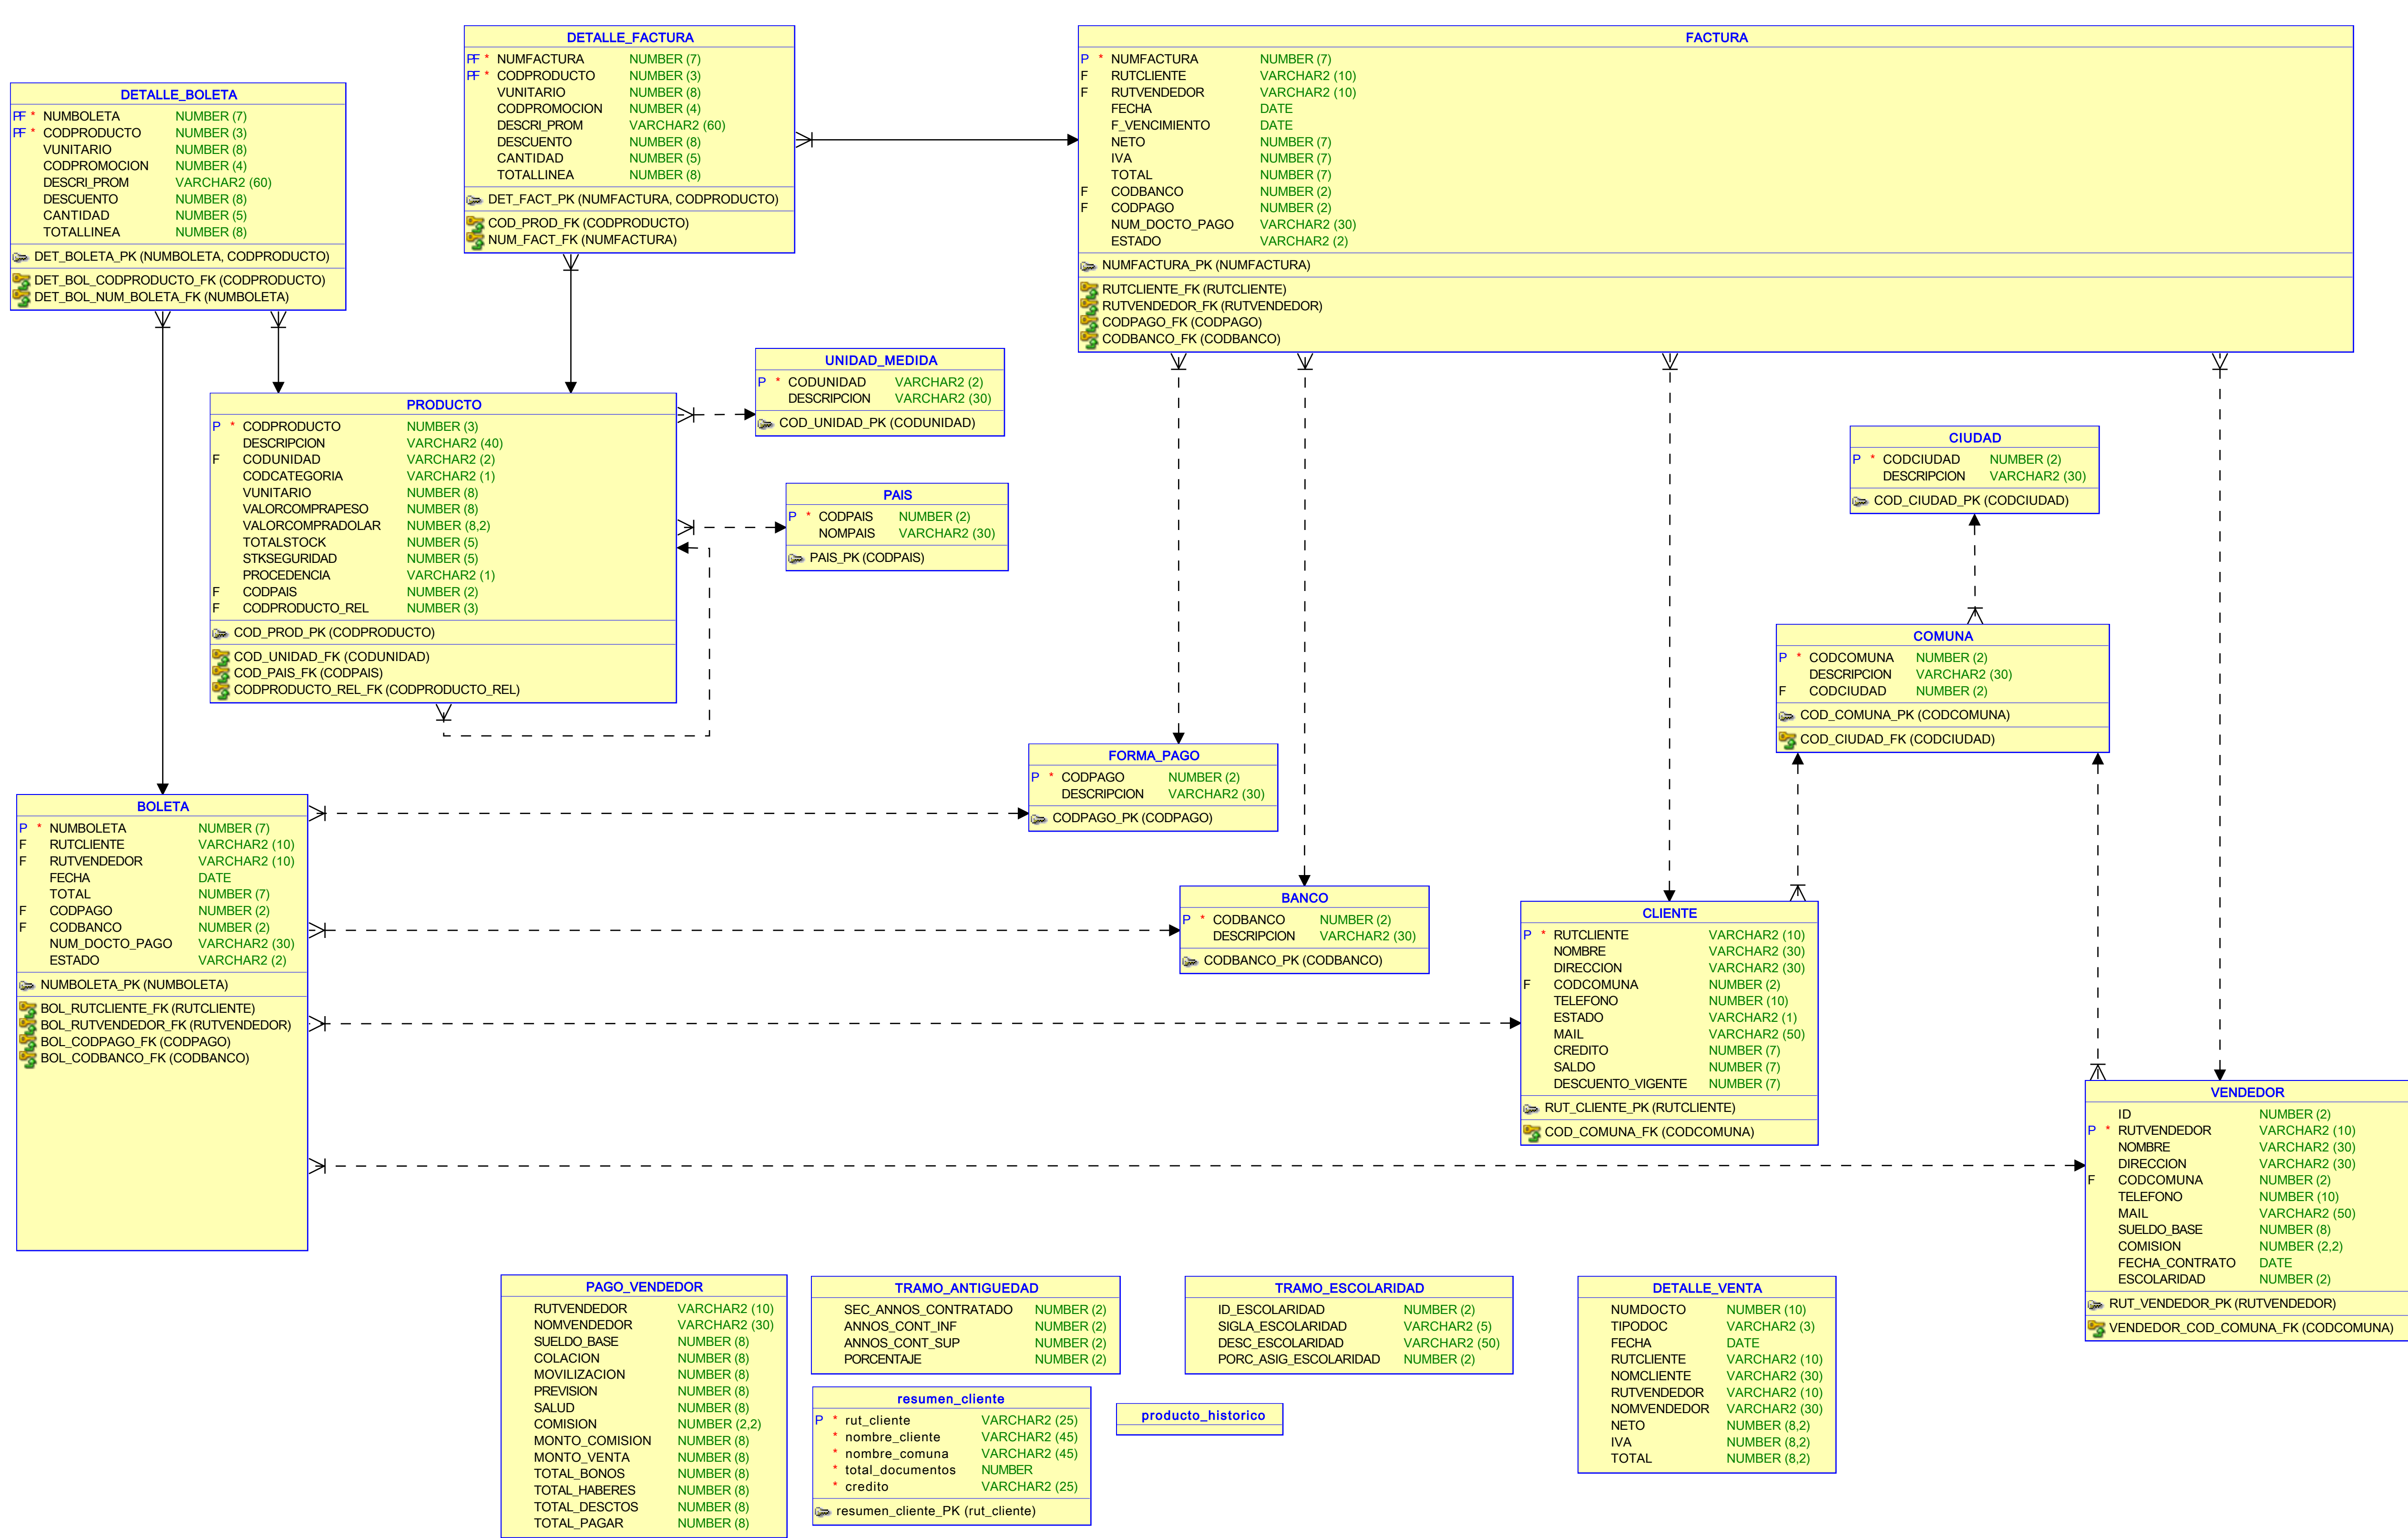 DETALLE_FACTURA
PF * NUMFACTURA NUMBER (7)
PF * CODPRODUCTO NUMBER (3)
VUNITARIO NUMBER (8)
CODPROMOCION NUMBER (4)
DESCRI_PROM VARCHAR2 (60)
DESCUENTO NUMBER (8)
CANTIDAD NUMBER (5)
TOTALLINEA NUMBER (8)
DET_FACT_PK (NUMFACTURA, CODPRODUCTO)
COD_PROD_FK (CODPRODUCTO)
NUM_FACT_FK (NUMFACTURA)
FACTURA
P * NUMFACTURA NUMBER (7)
F RUTCLIENTE VARCHAR2 (10)
F RUTVENDEDOR VARCHAR2 (10)
FECHA DATE
F_VENCIMIENTO DATE
NETO NUMBER (7)
IVA NUMBER (7)
TOTAL NUMBER (7)
F CODBANCO NUMBER (2)
F CODPAGO NUMBER (2)
NUM_DOCTO_PAGO VARCHAR2 (30)
ESTADO VARCHAR2 (2)
NUMFACTURA_PK (NUMFACTURA)
RUTCLIENTE_FK (RUTCLIENTE)
RUTVENDEDOR_FK (RUTVENDEDOR)
CODPAGO_FK (CODPAGO)
CODBANCO_FK (CODBANCO)
DETALLE_BOLETA
PF * NUMBOLETA NUMBER (7)
PF * CODPRODUCTO NUMBER (3)
VUNITARIO NUMBER (8)
CODPROMOCION NUMBER (4)
DESCRI_PROM VARCHAR2 (60)
DESCUENTO NUMBER (8)
CANTIDAD NUMBER (5)
TOTALLINEA NUMBER (8)
DET_BOLETA_PK (NUMBOLETA, CODPRODUCTO)
DET_BOL_CODPRODUCTO_FK (CODPRODUCTO)
DET_BOL_NUM_BOLETA_FK (NUMBOLETA)
UNIDAD_MEDIDA
P * CODUNIDAD VARCHAR2 (2)
DESCRIPCION VARCHAR2 (30)
COD_UNIDAD_PK (CODUNIDAD)
PRODUCTO
P * CODPRODUCTO NUMBER (3)
DESCRIPCION VARCHAR2 (40)
F CODUNIDAD VARCHAR2 (2)
CODCATEGORIA VARCHAR2 (1)
VUNITARIO NUMBER (8)
VALORCOMPRAPESO NUMBER (8)
VALORCOMPRADOLAR NUMBER (8,2)
TOTALSTOCK NUMBER (5)
STKSEGURIDAD NUMBER (5)
PROCEDENCIA VARCHAR2 (1)
F CODPAIS NUMBER (2)
F CODPRODUCTO_REL NUMBER (3)
COD_PROD_PK (CODPRODUCTO)
COD_UNIDAD_FK (CODUNIDAD)
COD_PAIS_FK (CODPAIS)
CODPRODUCTO_REL_FK (CODPRODUCTO_REL)
PAIS
P * CODPAIS NUMBER (2)
NOMPAIS VARCHAR2 (30)
PAIS_PK (CODPAIS)
CIUDAD
P * CODCIUDAD NUMBER (2)
DESCRIPCION VARCHAR2 (30)
COD_CIUDAD_PK (CODCIUDAD)
COMUNA
P * CODCOMUNA NUMBER (2)
DESCRIPCION VARCHAR2 (30)
F CODCIUDAD NUMBER (2)
COD_COMUNA_PK (CODCOMUNA)
COD_CIUDAD_FK (CODCIUDAD)
FORMA_PAGO
P * CODPAGO NUMBER (2)
DESCRIPCION VARCHAR2 (30)
CODPAGO_PK (CODPAGO)
BOLETA
P * NUMBOLETA NUMBER (7)
F RUTCLIENTE VARCHAR2 (10)
F RUTVENDEDOR VARCHAR2 (10)
FECHA DATE
TOTAL NUMBER (7)
F CODPAGO NUMBER (2)
F CODBANCO NUMBER (2)
NUM_DOCTO_PAGO VARCHAR2 (30)
ESTADO VARCHAR2 (2)
NUMBOLETA_PK (NUMBOLETA)
BOL_RUTCLIENTE_FK (RUTCLIENTE)
BOL_RUTVENDEDOR_FK (RUTVENDEDOR)
BOL_CODPAGO_FK (CODPAGO)
BOL_CODBANCO_FK (CODBANCO)
BANCO
P * CODBANCO NUMBER (2)
DESCRIPCION VARCHAR2 (30)
CODBANCO_PK (CODBANCO)
CLIENTE
P * RUTCLIENTE VARCHAR2 (10)
NOMBRE VARCHAR2 (30)
DIRECCION VARCHAR2 (30)
F CODCOMUNA NUMBER (2)
TELEFONO NUMBER (10)
ESTADO VARCHAR2 (1)
MAIL VARCHAR2 (50)
CREDITO NUMBER (7)
SALDO NUMBER (7)
DESCUENTO_VIGENTE NUMBER (7)
RUT_CLIENTE_PK (RUTCLIENTE)
COD_COMUNA_FK (CODCOMUNA)
VENDEDOR
ID NUMBER (2)
P * RUTVENDEDOR VARCHAR2 (10)
NOMBRE VARCHAR2 (30)
DIRECCION VARCHAR2 (30)
F CODCOMUNA NUMBER (2)
TELEFONO NUMBER (10)
MAIL VARCHAR2 (50)
SUELDO_BASE NUMBER (8)
COMISION NUMBER (2,2)
FECHA_CONTRATO DATE
ESCOLARIDAD NUMBER (2)
RUT_VENDEDOR_PK (RUTVENDEDOR)
VENDEDOR_COD_COMUNA_FK (CODCOMUNA)
PAGO_VENDEDOR
RUTVENDEDOR VARCHAR2 (10)
NOMVENDEDOR VARCHAR2 (30)
SUELDO_BASE NUMBER (8)
COLACION NUMBER (8)
MOVILIZACION NUMBER (8)
PREVISION NUMBER (8)
SALUD NUMBER (8)
COMISION NUMBER (2,2)
MONTO_COMISION NUMBER (8)
MONTO_VENTA NUMBER (8)
TOTAL_BONOS NUMBER (8)
TOTAL_HABERES NUMBER (8)
TOTAL_DESCTOS NUMBER (8)
TOTAL_PAGAR NUMBER (8)
TRAMO_ANTIGUEDAD
SEC_ANNOS_CONTRATADO NUMBER (2)
ANNOS_CONT_INF NUMBER (2)
ANNOS_CONT_SUP NUMBER (2)
PORCENTAJE NUMBER (2)
resumen_cliente
P * rut_cliente VARCHAR2 (25)
* nombre_cliente VARCHAR2 (45)
* nombre_comuna VARCHAR2 (45)
* total_documentos NUMBER
* credito VARCHAR2 (25)
resumen_cliente_PK (rut_cliente)
TRAMO_ESCOLARIDAD
ID_ESCOLARIDAD NUMBER (2)
SIGLA_ESCOLARIDAD VARCHAR2 (5)
DESC_ESCOLARIDAD VARCHAR2 (50)
PORC_ASIG_ESCOLARIDAD NUMBER (2)
producto_historico
DETALLE_VENTA
NUMDOCTO NUMBER (10)
TIPODOC VARCHAR2 (3)
FECHA DATE
RUTCLIENTE VARCHAR2 (10)
NOMCLIENTE VARCHAR2 (30)
RUTVENDEDOR VARCHAR2 (10)
NOMVENDEDOR VARCHAR2 (30)
NETO NUMBER (8,2)
IVA NUMBER (8,2)
TOTAL NUMBER (8,2)